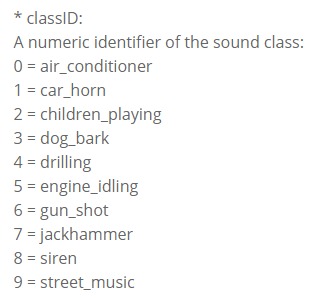 * classID:
A numeric identifier of the sound class:
0 = air_conditioner
1 = car_horn
2 = children_playing
3 = dog_bark
4 = drilling
5 = engine_idling
6 = gun_shot
7 = jackhammer
8 = siren
9 = street_music